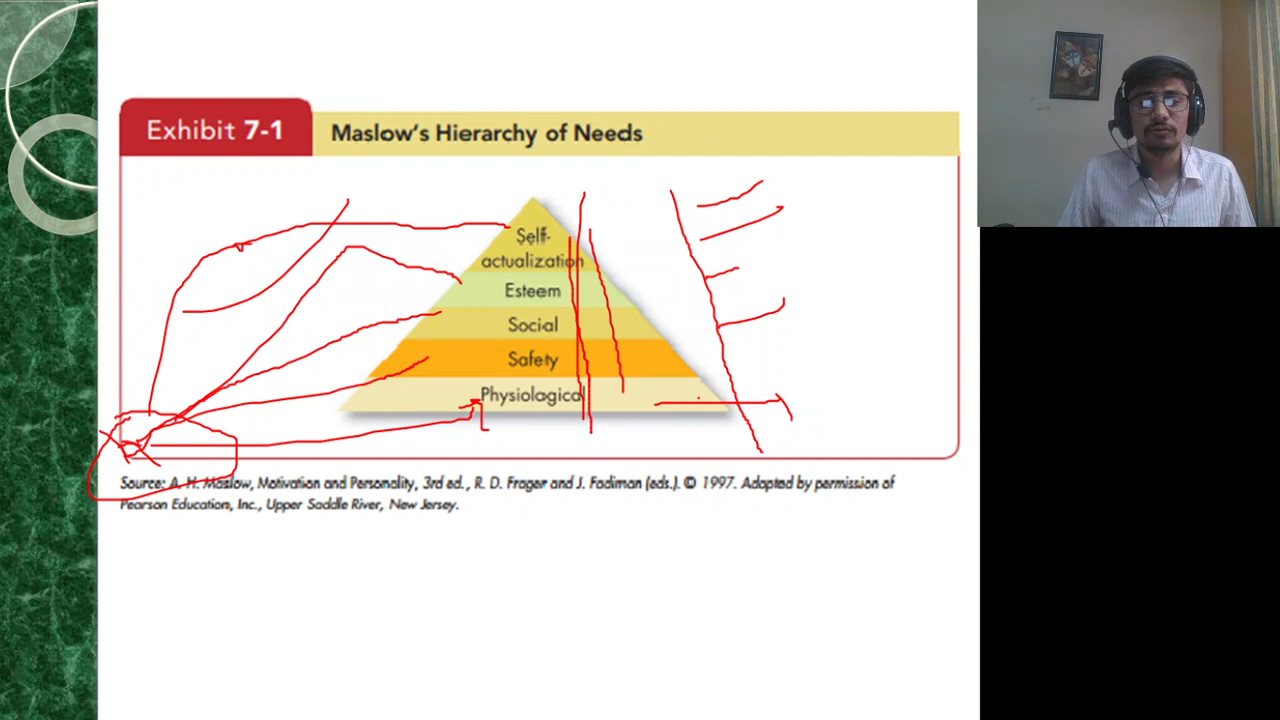 Exhibit 7-1
Maslow's Hierarchy of Needs
Self-
actualization
Esteem
Social
Safety
Physiological
Source: A. H. Maslow, Motivation and Personality, 3rd ed., R. D. Frager and J. Fadiman (eds.). © 1997. Adapted by permission of
Pearson Education, Inc., Upper Saddle River, New Jersey.